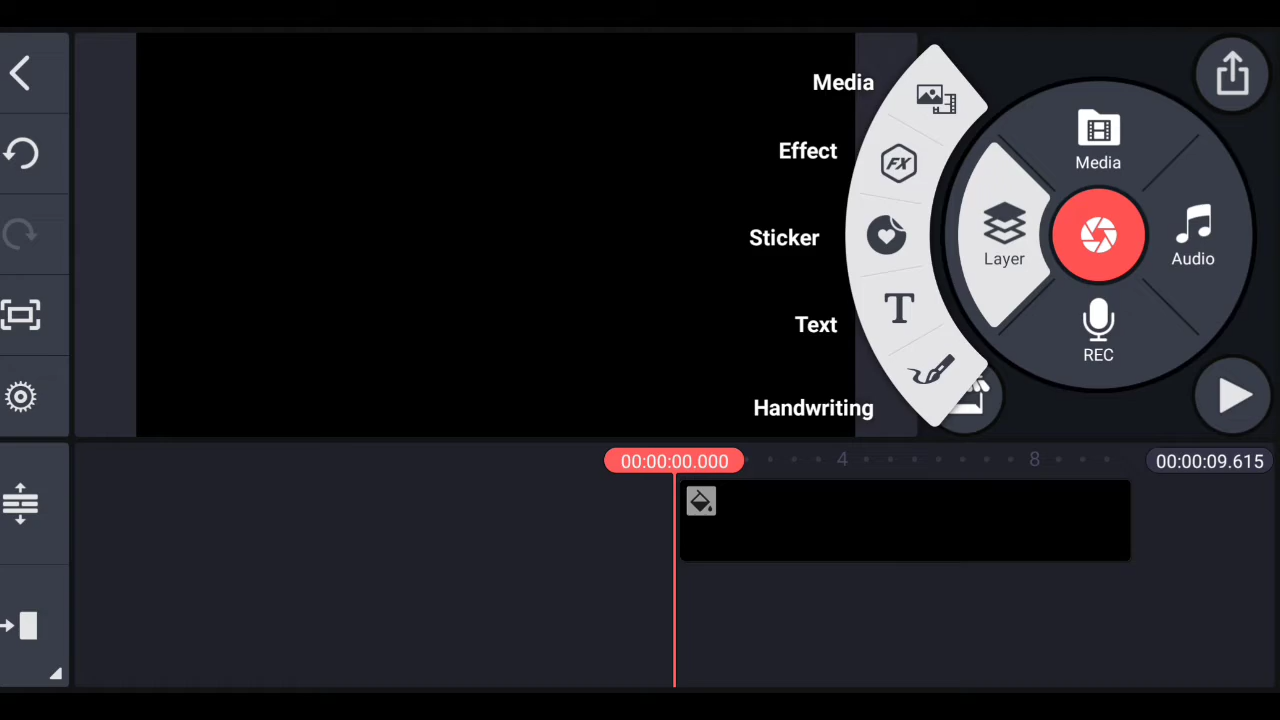 Media
Effect
Sticker
Text
Handwriting
FX
T
Media
Layer
Audio
REC
00:00:00.000
4
8
00:00:09.615